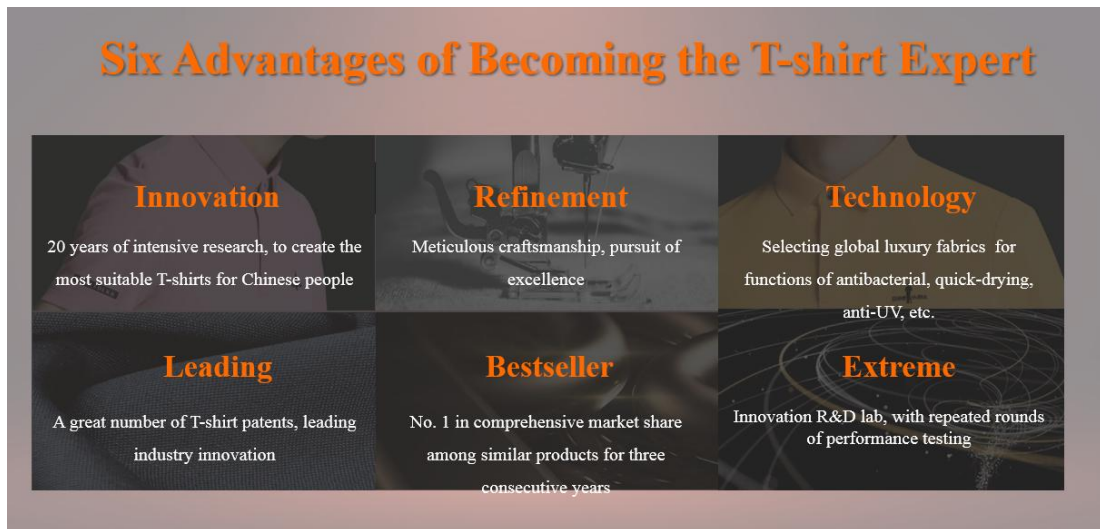 Six Advantages of Becoming the T-shirt Expert
Innovation
20 years of intensive research, to create the
most suitable T-shirts for Chinese people
Refinement
Meticulous craftsmanship, pursuit of
excellence
Technology
Selecting global luxury fabrics for
functions of antibacterial, quick-drying,
anti-UV, etc.
Leading
A great number of T-shirt patents, leading
industry innovation
Bestseller
No. 1 in comprehensive market share
among similar products for three
consecutive years
Extreme
Innovation R&D lab, with repeated rounds
of performance testing